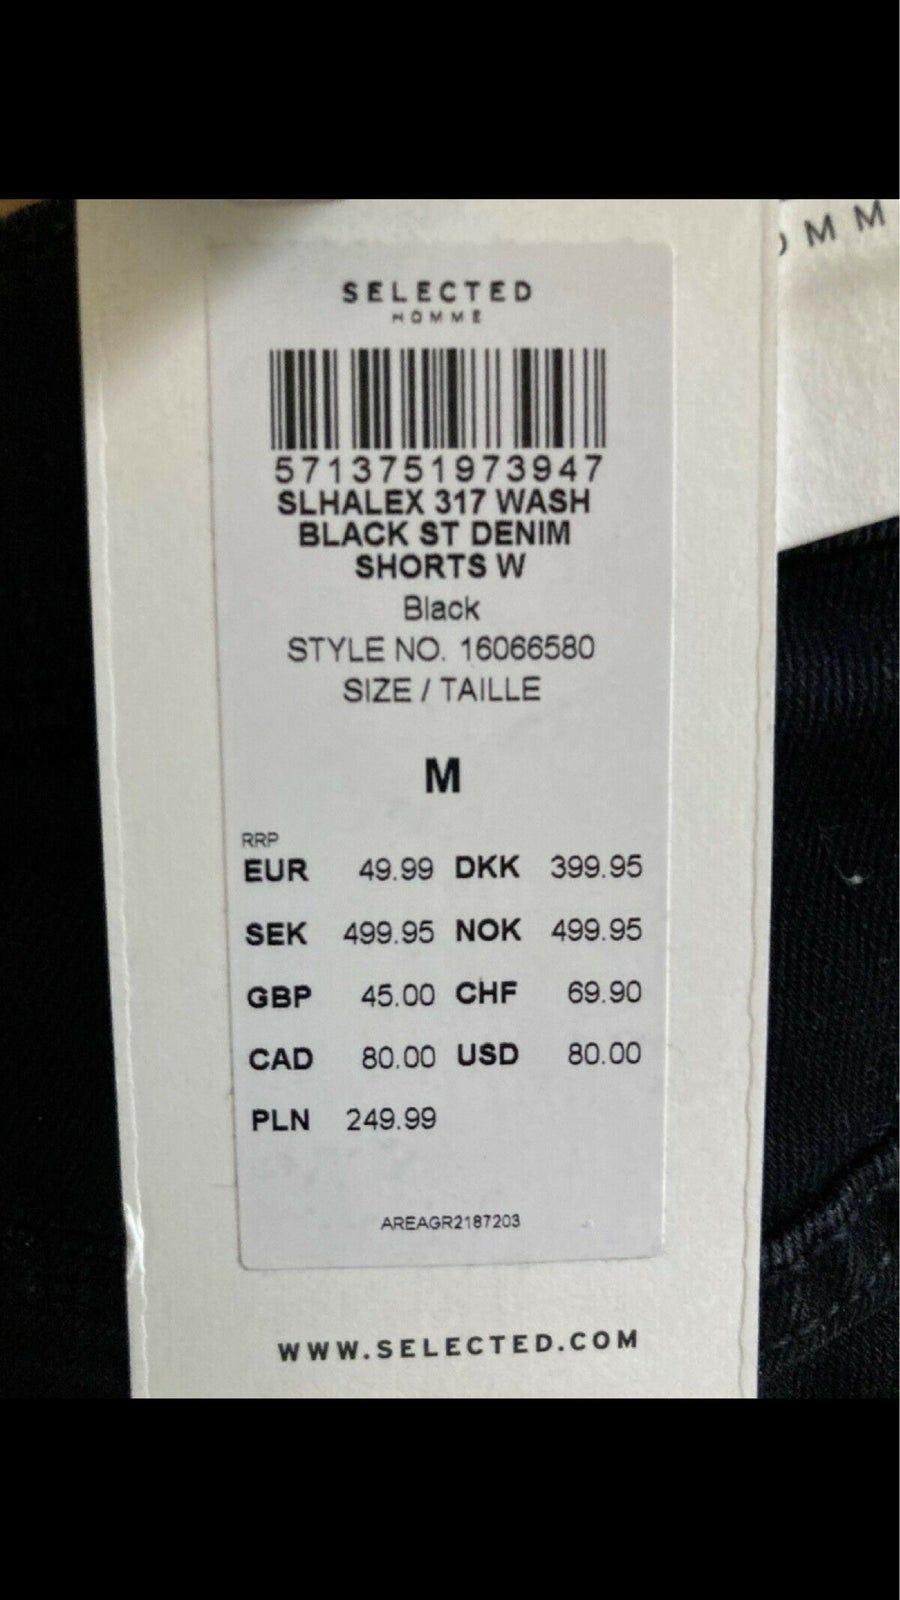 OMM
SELECTED
HOMME
5713751973947
SLHALEX 317 WASH
BLACK ST DENIM
SHORTS W
Black
STYLE NO. 16066580
SIZE / TAILLE
M
RRP
EUR 49.99 DKK 399.95
SEK 499.95 NOK 499.95
GBP 45.00 CHF 69.90
CAD 80.00 USD 80.00
PLN 249.99
AREAGR2187203
WWW.SELECTED.COM